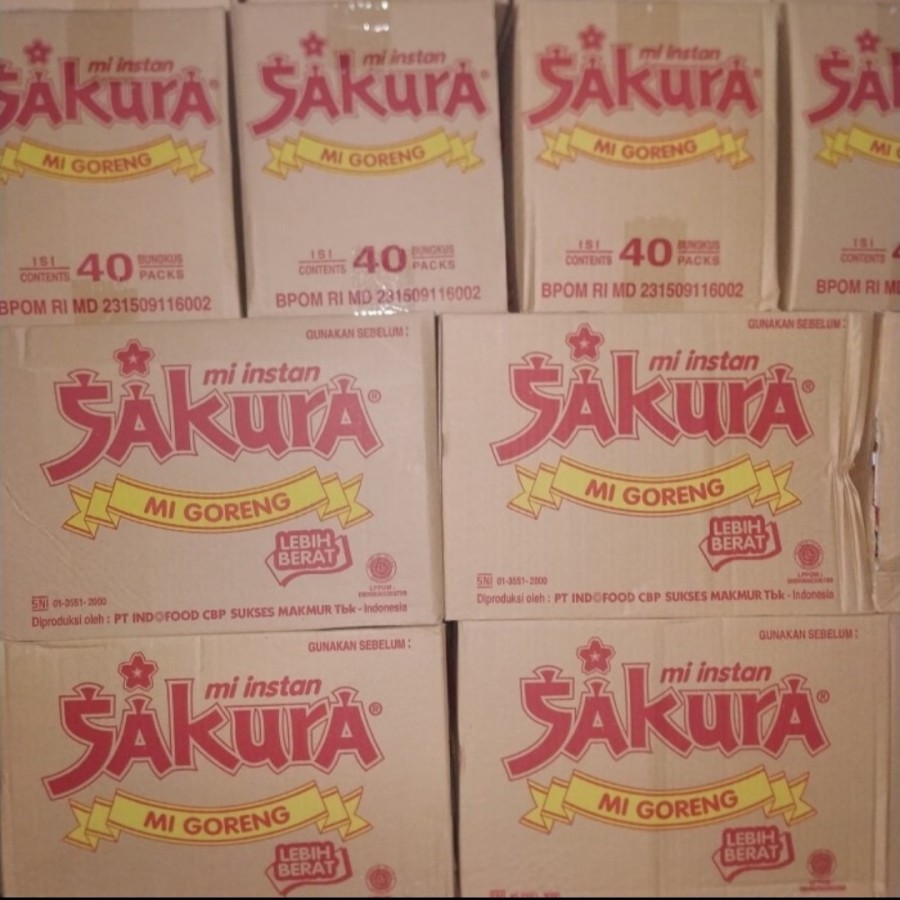 mi instan
SAkurA
MI GORENG
ISI
CONTENTS
40
BUNGKUS
PACKS
BPOM RI MD 231509116002
mi instan
SAkurA®
MI GORENG
ISI
CONTENTS
40
BUNGKUS
PACKS
BPOM RI MD 231509116002
mi instan
SAkurA®
MI GORENG
ISI
CONTENTS
40
BUNGKUS
PACKS
BPOM RI MD 231509116002
ISI
CONTENTS
BPOM RI MD
GUNAKAN SEBELUM :
mi instan
SAkurA®
MI GORENG
LEBIH
BERAT
SNI 01-3551-2000
Diproduksi oleh : PT INDOFOOD CBP SUKSES MAKMUR Tbk - Indonesia
GUNAKAN SEBELUM :
mi instan
SAkurA®
MI GORENG
LEBIH
BERAT
SNI 01-3551-2000
Diproduksi oleh : PT INDOFOOD CBP SUKSES MAKMUR Tbk - Indonesia
GUNAKAN SEBELUM :
mi instan
SAkurA®
MI GORENG
LEBIH
BERAT
GUNAKAN SEBELUM :
mi instan
SAkurA®
MI GORENG
LEBIH
BERAT